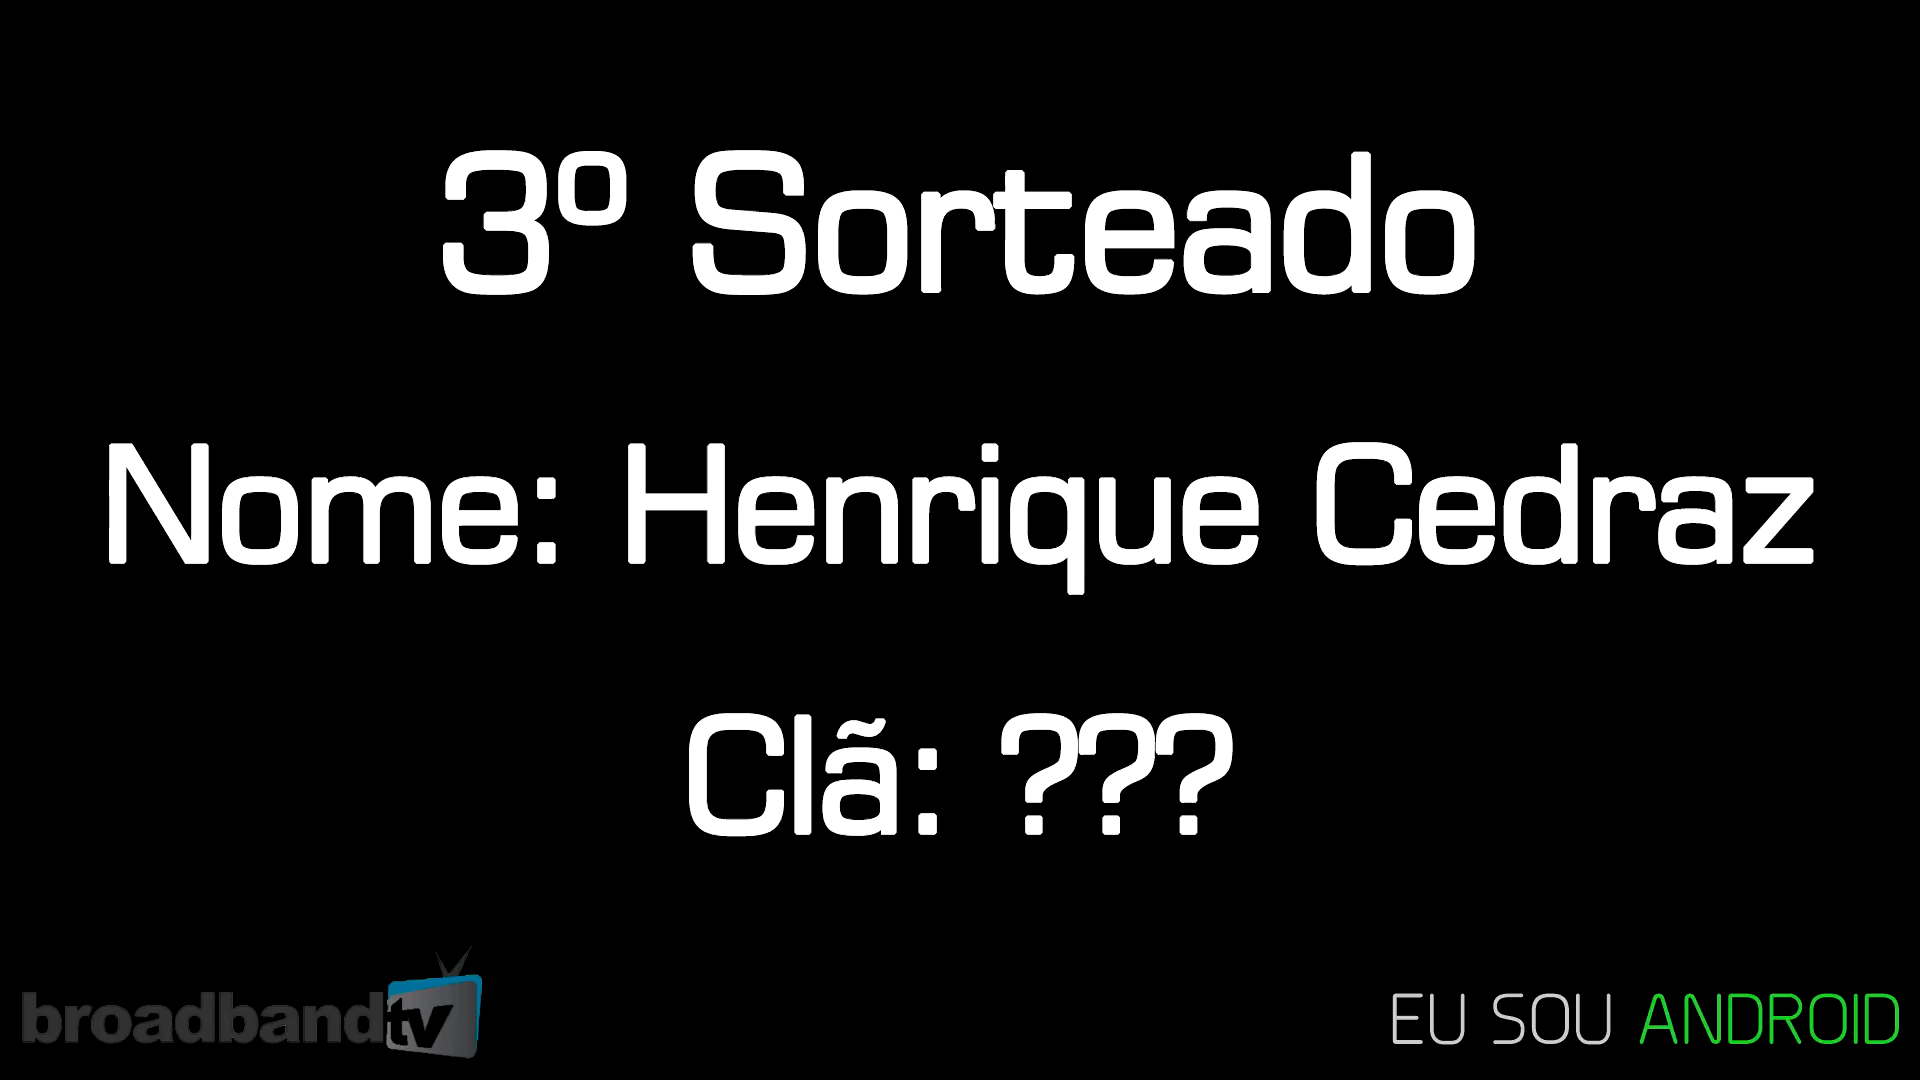 3º Sorteado
Nome: Henrique Cedraz
Clã: ???
broadbandtv
EU SOU ANDROID